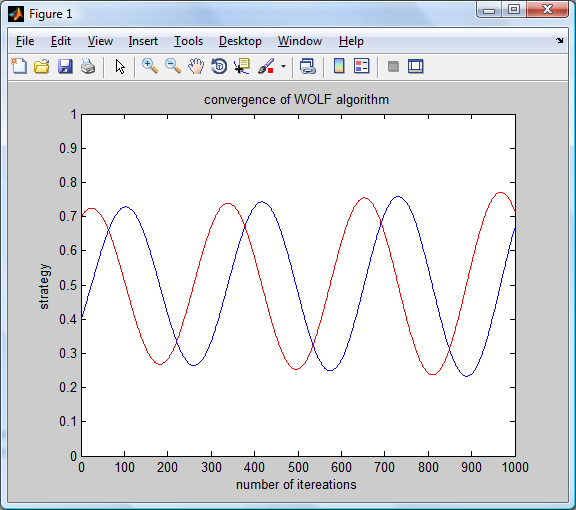 Figure 1
File Edit View Insert Tools Desktop Window Help
convergence of WOLF algorithm
1
0.9
0.8
0.7
0.6
0.5
0.4
0.3
0.2
0.1
0
strategy
0 100 200 300 400 500 600 700 800 900 1000
number of itereations